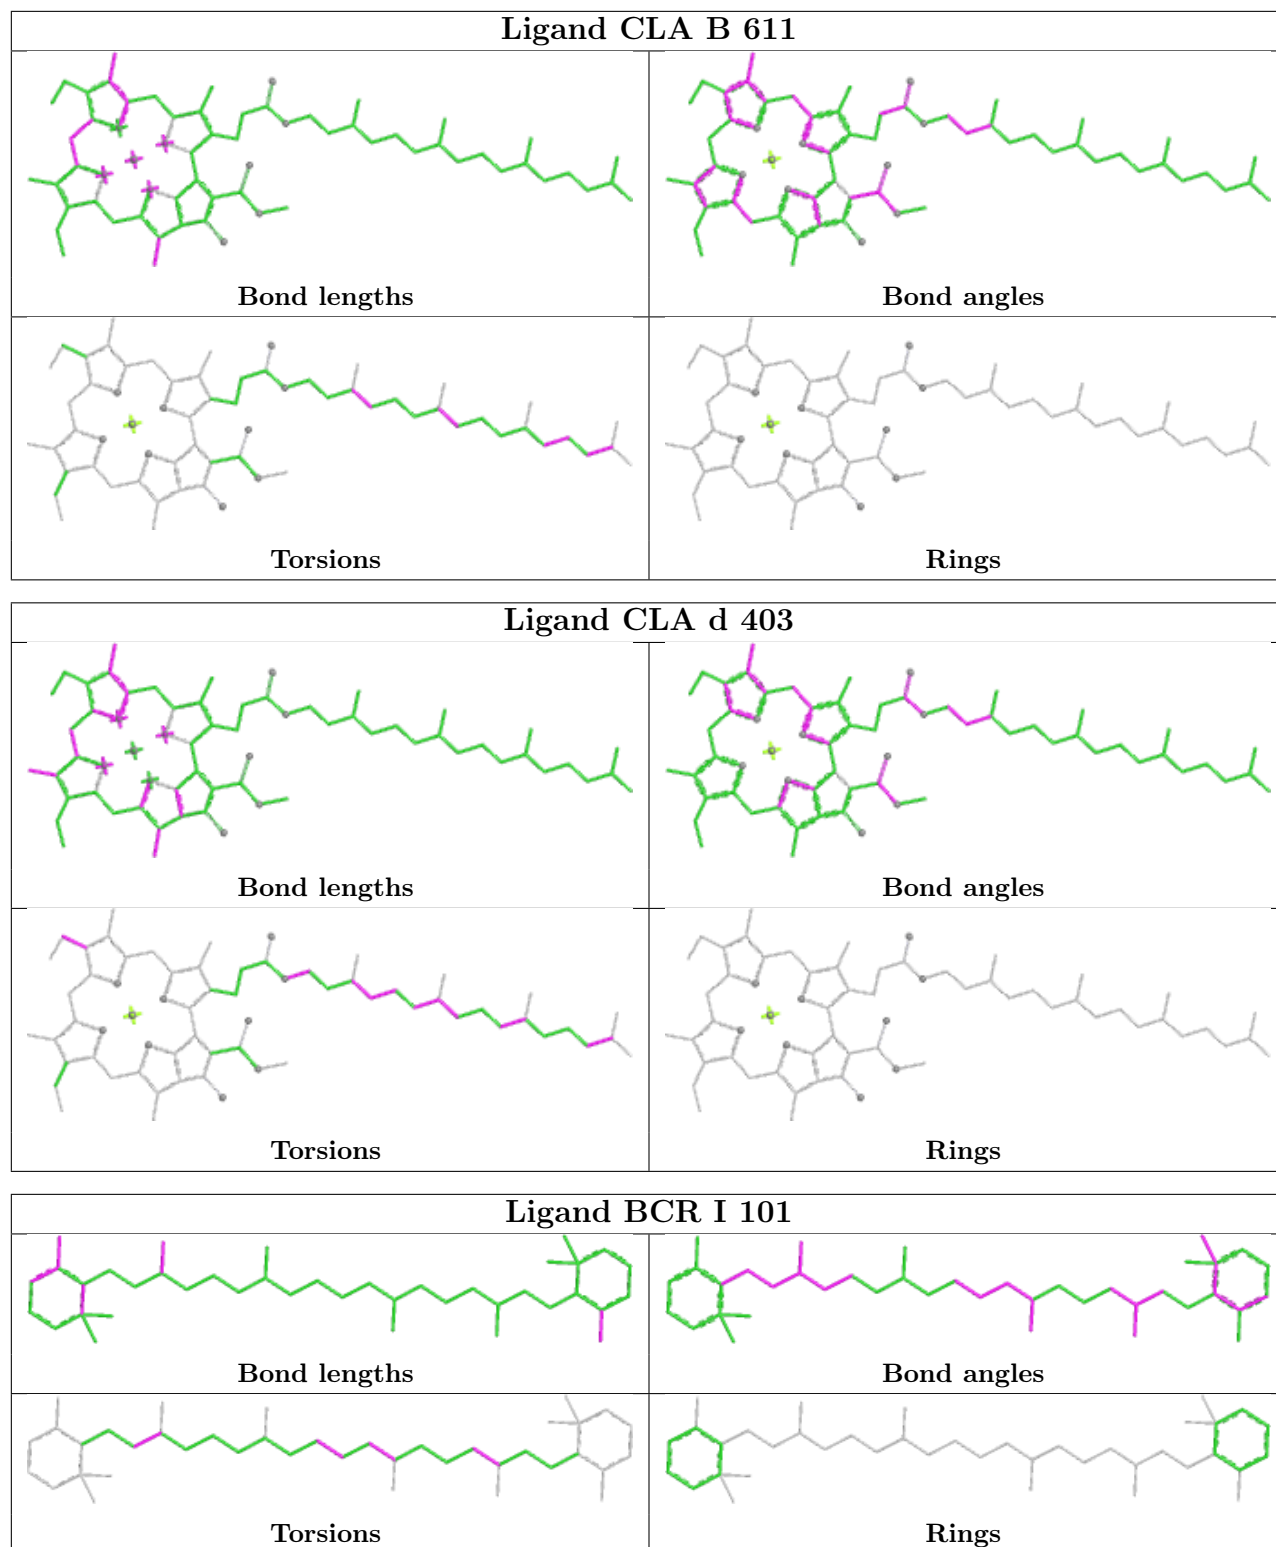 Ligand CLA B 611
Bond lengths
Bond angles
Torsions
Rings
Ligand CLA d 403
Bond lengths
Bond angles
Torsions
Rings
Ligand BCR I 101
Bond lengths
Bond angles
Torsions
Rings